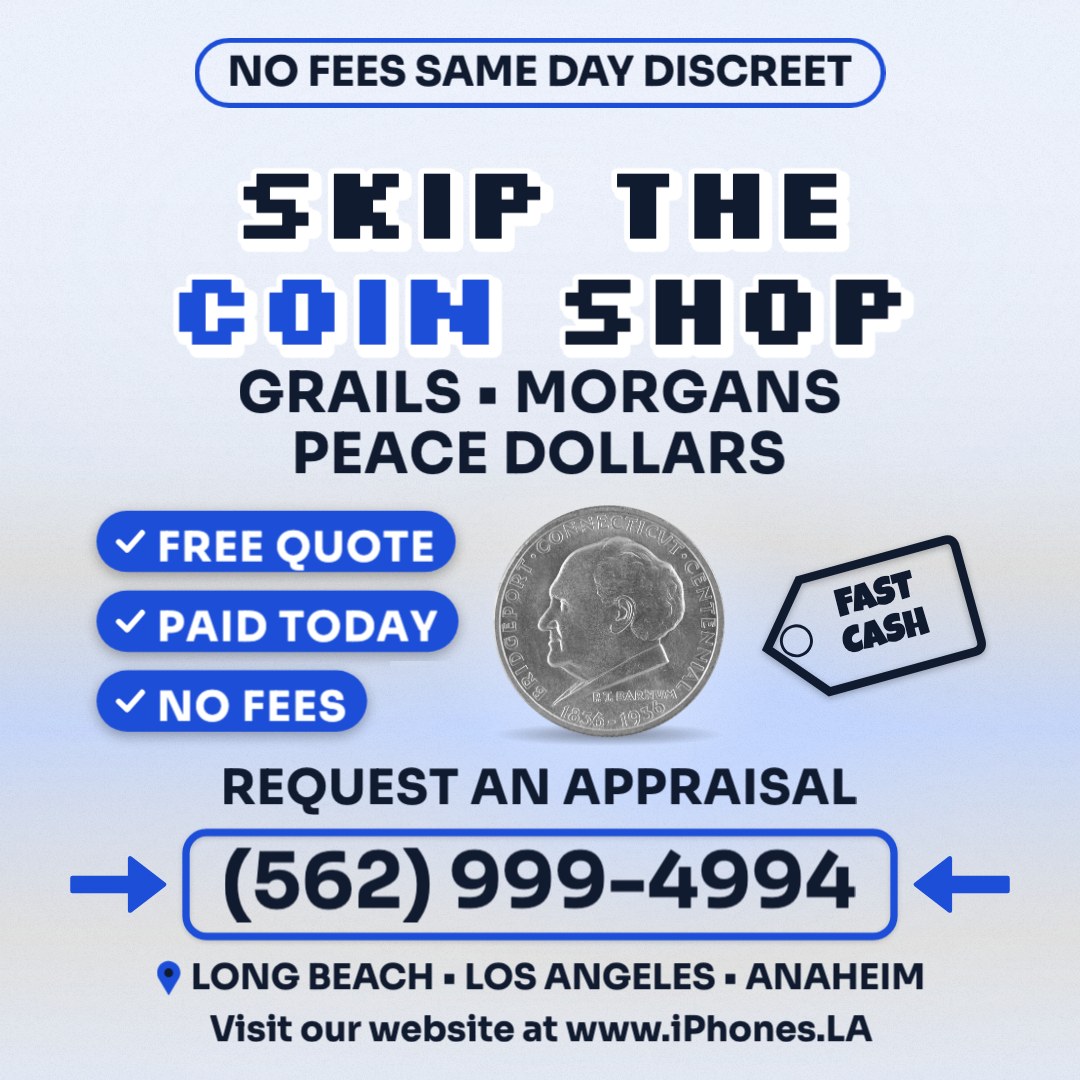 NO FEES SAME DAY DISCREET
SKIP THE
COIN SHOP
GRAILS ▪ MORGANS
PEACE DOLLARS
✓ FREE QUOTE
✓ PAID TODAY
✓ NO FEES
BRIDGEPORT · CONNECTICUT · CENTENNIAL
P.T. BARNUM
1836 - 1936
FAST
CASH
REQUEST AN APPRAISAL
(562) 999-4994
LONG BEACH ▪ LOS ANGELES ▪ ANAHEIM
Visit our website at www.iPhones.LA